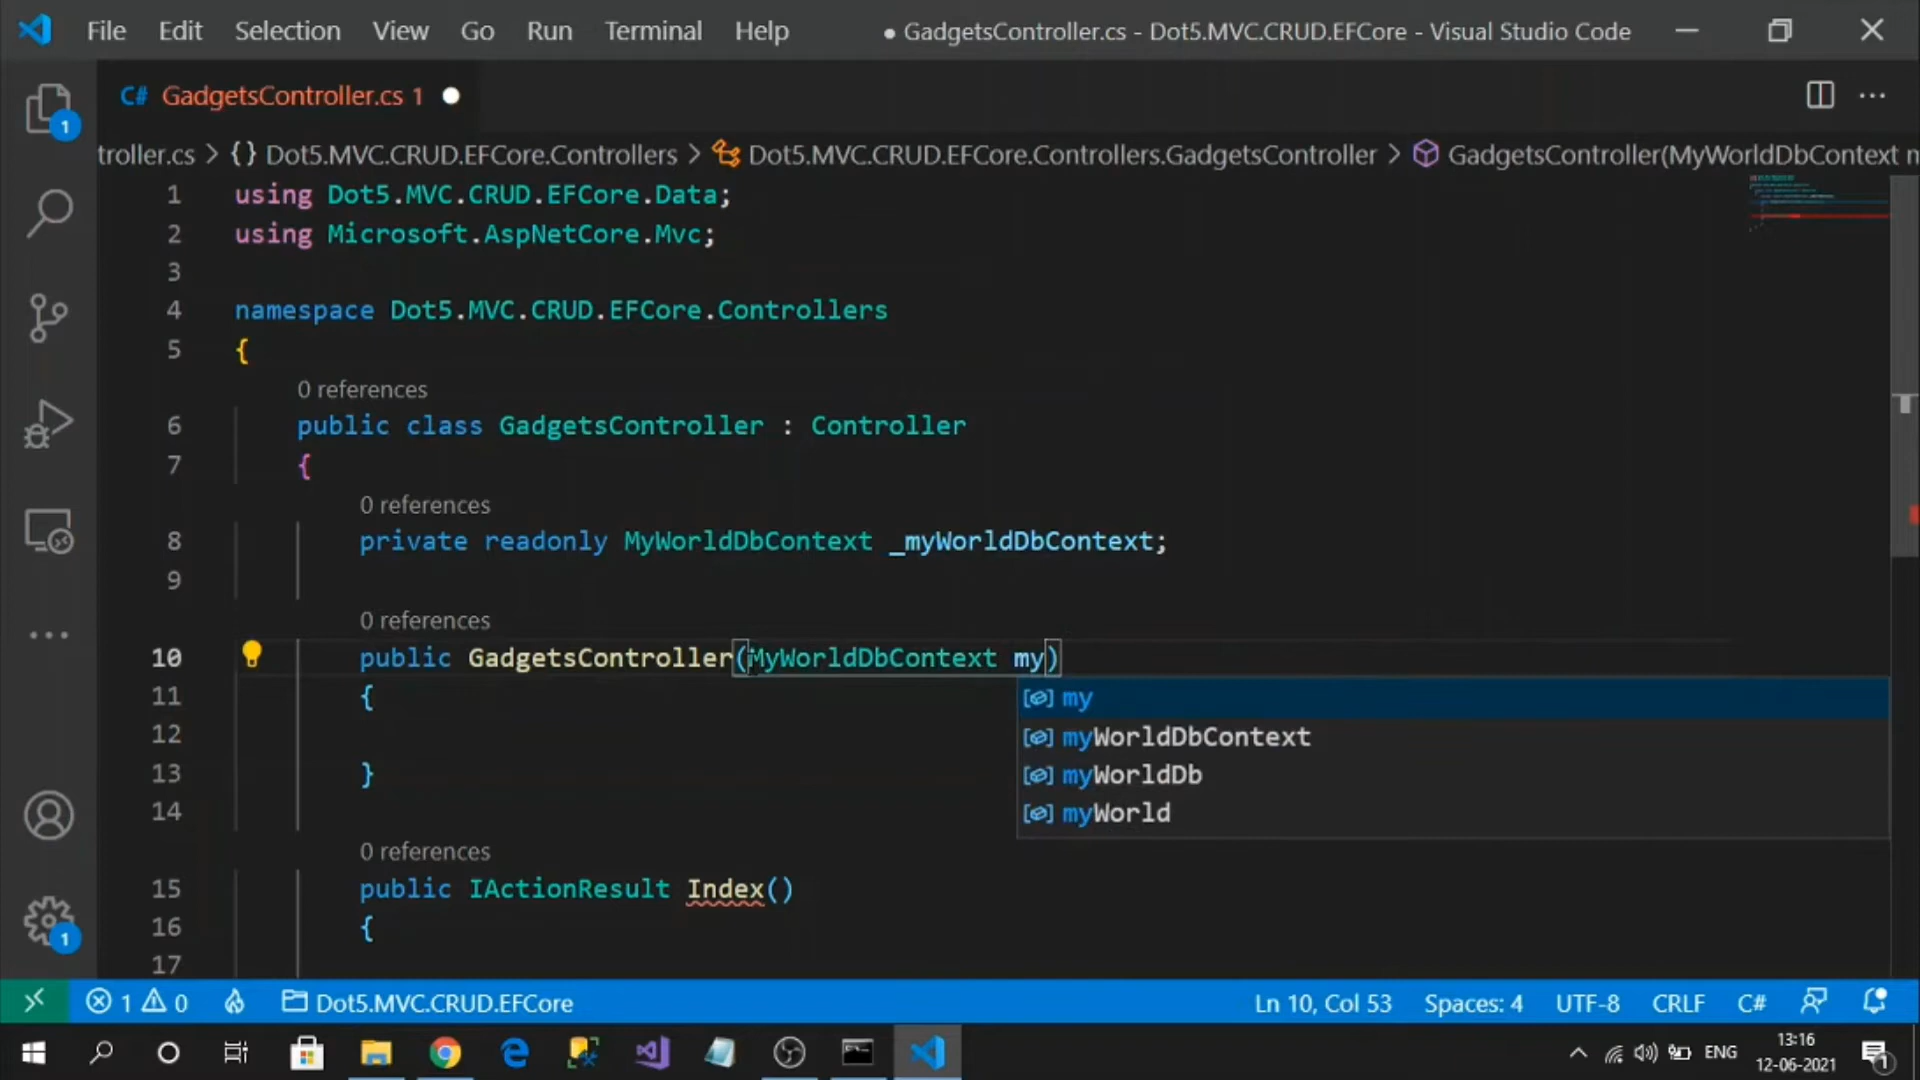 File Edit Selection View Go Run Terminal Help ● GadgetsController.cs - Dot5.MVC.CRUD.EFCore - Visual Studio Code
C# GadgetsController.cs 1
troller.cs > {} Dot5.MVC.CRUD.EFCore.Controllers > Dot5.MVC.CRUD.EFCore.Controllers.GadgetsController > GadgetsController(MyWorldDbContext m
1 using Dot5.MVC.CRUD.EFCore.Data;
2 using Microsoft.AspNetCore.Mvc;
3
4 namespace Dot5.MVC.CRUD.EFCore.Controllers
5 {
0 references
6 public class GadgetsController : Controller
7 {
0 references
8 private readonly MyWorldDbContext _myWorldDbContext;
9
0 references
10 public GadgetsController(MyWorldDbContext my)
11 {
my
12
myWorldDbContext
13 }
myWorldDb
14
myWorld
0 references
15 public IActionResult Index()
16 {
17
1
1
1 0 Dot5.MVC.CRUD.EFCore Ln 10, Col 53 Spaces: 4 UTF-8 CRLF C#
ENG 13:16
12-06-2021 1